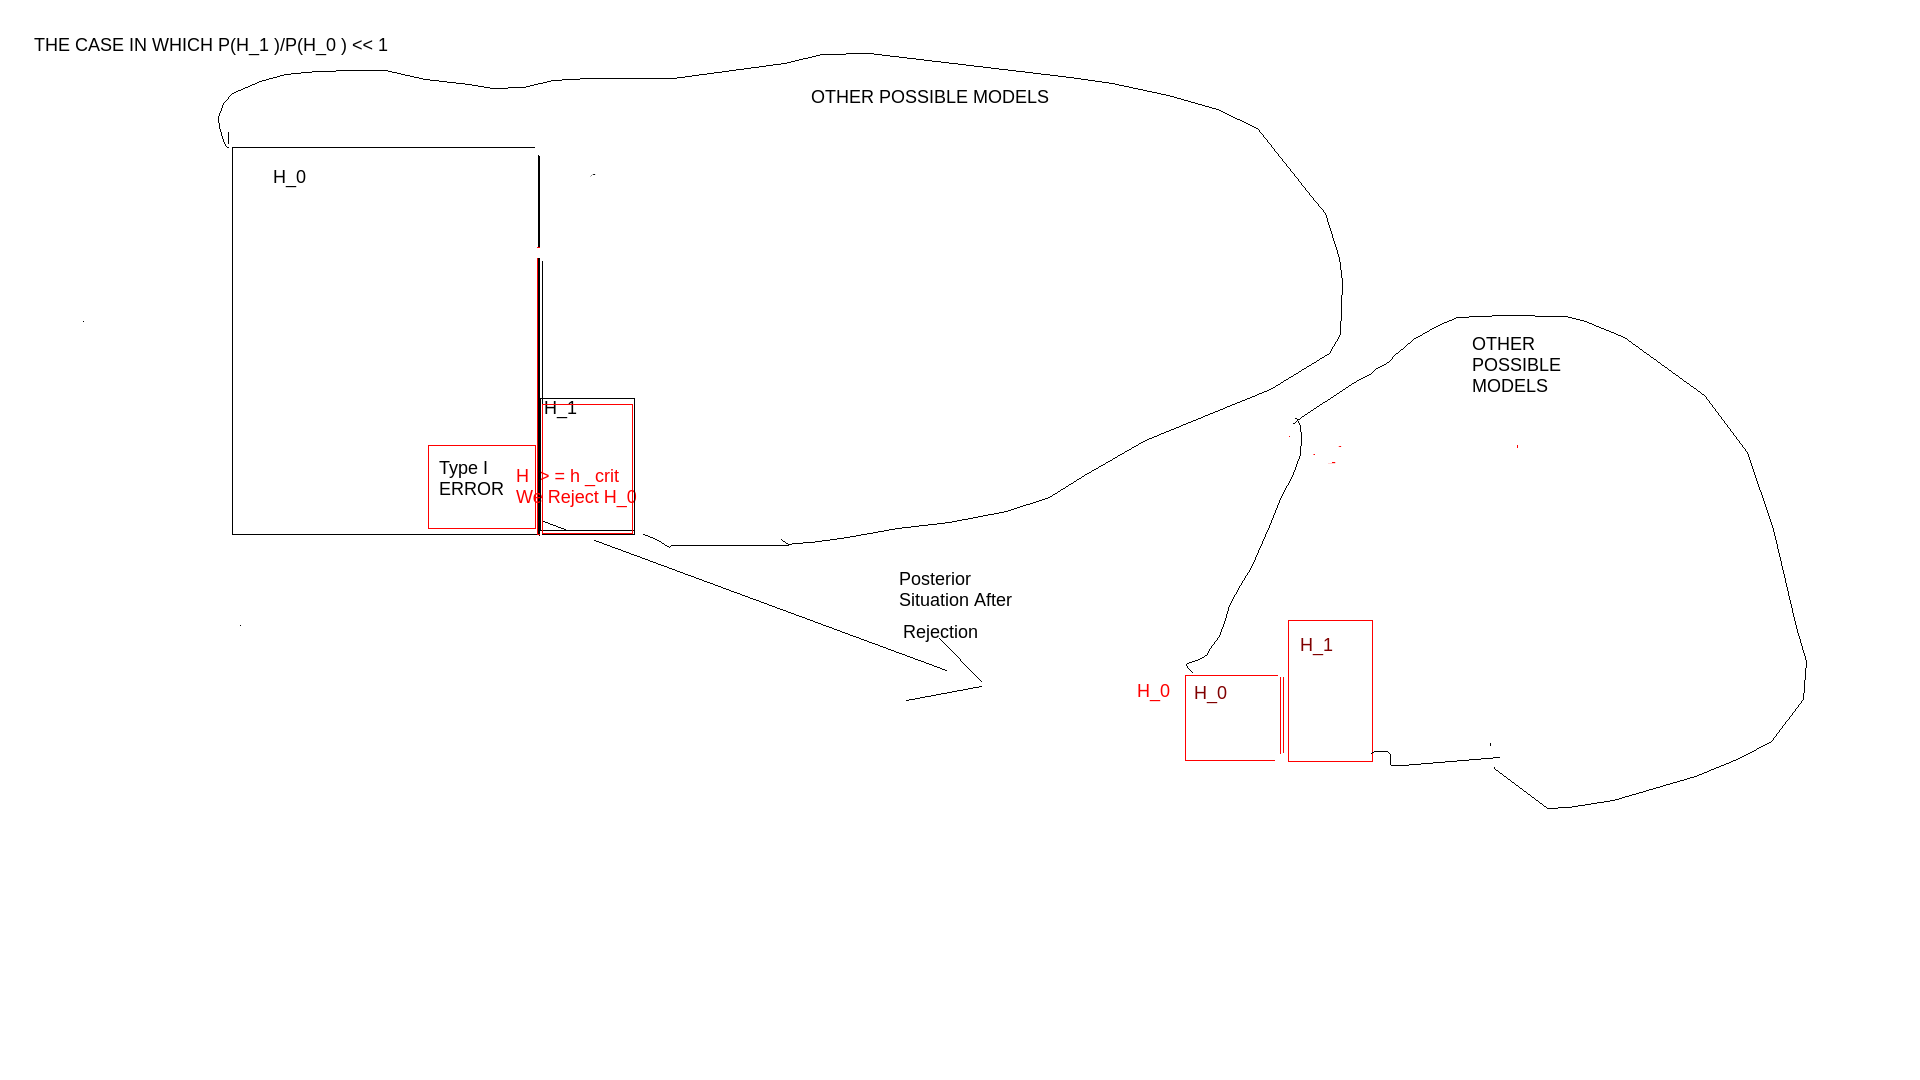 THE CASE IN WHICH P(H_1 )/P(H_0 ) << 1
OTHER POSSIBLE MODELS
H_0
H_1
Type I
ERROR
H > = h _crit
We Reject H_0
OTHER
POSSIBLE
MODELS
Posterior
Situation After
Rejection
H_1
H_0
H_0